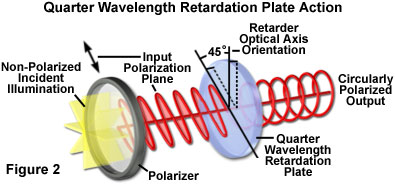 Quarter Wavelength Retardation Plate Action
Retarder
Optical Axis
Orientation
45°
Input
Polarization
Plane
Non-Polarized
Incident
Illumination
Circularly
Polarized
Output
Quarter
Wavelength
Retardation
Plate
Polarizer
Figure 2